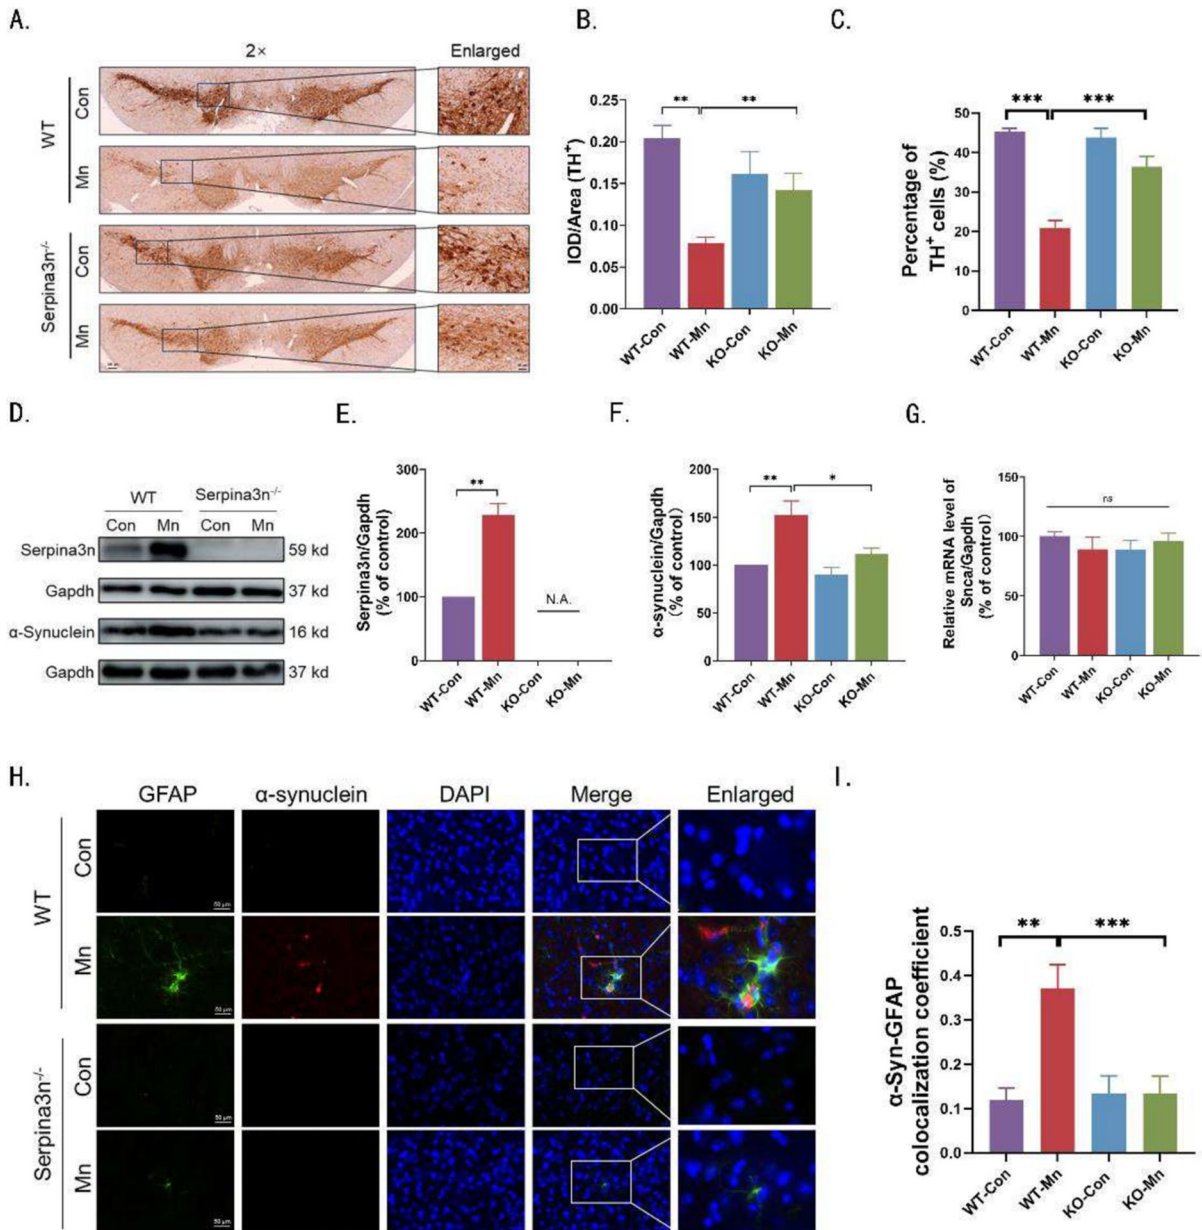 A.
2×
Enlarged
WT
Con
Mn
Serpina3n-/-
Con
Mn
B.
IOD/Area (TH+)
0.25
0.20
0.15
0.10
0.05
0.00
**
**
WT-Con
WT-Mn
KO-Con
KO-Mn
C.
Percentage of
TH+ cells (%)
50
40
30
20
10
0
***
***
WT-Con
WT-Mn
KO-Con
KO-Mn
D.
WT
Serpina3n-/-
Con Mn Con Mn
Serpina3n 59 kd
Gapdh 37 kd
α-Synuclein 16 kd
Gapdh 37 kd
E.
Serpina3n/Gapdh
(% of control)
300
200
100
0
**
N.A.
WT-Con
WT-Mn
KO-Con
KO-Mn
F.
α-synuclein/Gapdh
(% of control)
200
150
100
50
0
**
*
WT-Con
WT-Mn
KO-Con
KO-Mn
G.
Relative mRNA level of
Snca/Gapdh
(% of control)
150
100
50
0
ns
WT-Con
WT-Mn
KO-Con
KO-Mn
H.
GFAP α-synuclein DAPI Merge Enlarged
WT
Con
50 μm
Mn
50 μm
Serpina3n-/-
Con
50 μm
Mn
50 μm
I.
α-Syn-GFAP
colocalization coefficient
0.5
0.4
0.3
0.2
0.1
0.0
**
***
WT-Con
WT-Mn
KO-Con
KO-Mn